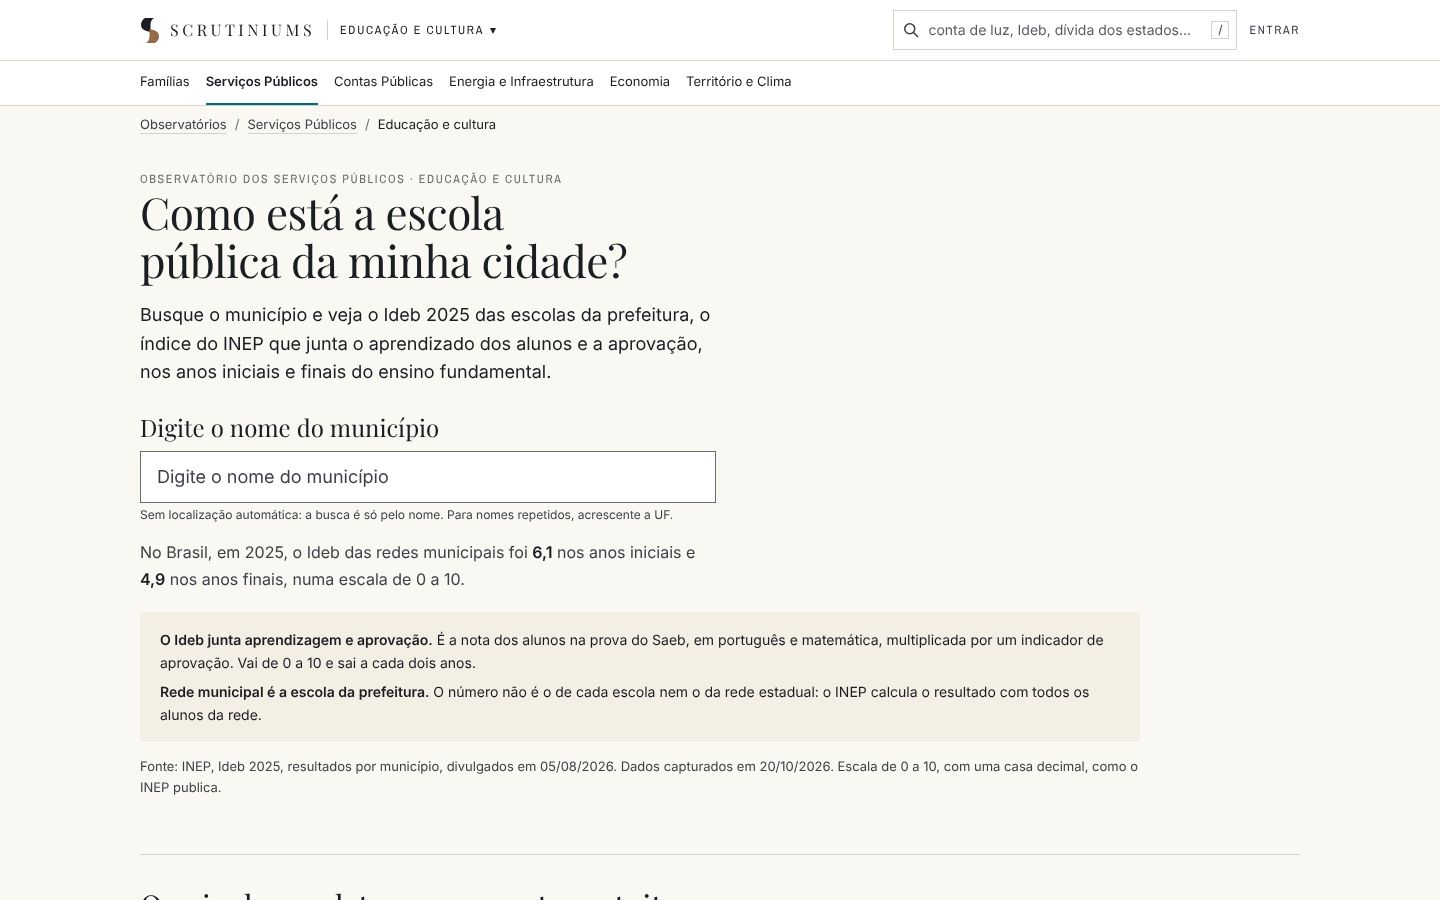 SCRUTINIUMS
EDUCAÇÃO E CULTURA ▾
conta de luz, Ideb, dívida dos estados...
/
ENTRAR
Famílias
Serviços Públicos
Contas Públicas
Energia e Infraestrutura
Economia
Território e Clima
Observatórios / Serviços Públicos / Educação e cultura
OBSERVATÓRIO DOS SERVIÇOS PÚBLICOS · EDUCAÇÃO E CULTURA
Como está a escola
pública da minha cidade?
Busque o município e veja o Ideb 2025 das escolas da prefeitura, o
índice do INEP que junta o aprendizado dos alunos e a aprovação,
nos anos iniciais e finais do ensino fundamental.
Digite o nome do município
Digite o nome do município
Sem localização automática: a busca é só pelo nome. Para nomes repetidos, acrescente a UF.
No Brasil, em 2025, o Ideb das redes municipais foi 6,1 nos anos iniciais e
4,9 nos anos finais, numa escala de 0 a 10.
O Ideb junta aprendizagem e aprovação. É a nota dos alunos na prova do Saeb, em português e matemática, multiplicada por um indicador de
aprovação. Vai de 0 a 10 e sai a cada dois anos.
Rede municipal é a escola da prefeitura. O número não é o de cada escola nem o da rede estadual: o INEP calcula o resultado com todos os
alunos da rede.
Fonte: INEP, Ideb 2025, resultados por município, divulgados em 05/08/2026. Dados capturados em 20/10/2026. Escala de 0 a 10, com uma casa decimal, como o
INEP publica.